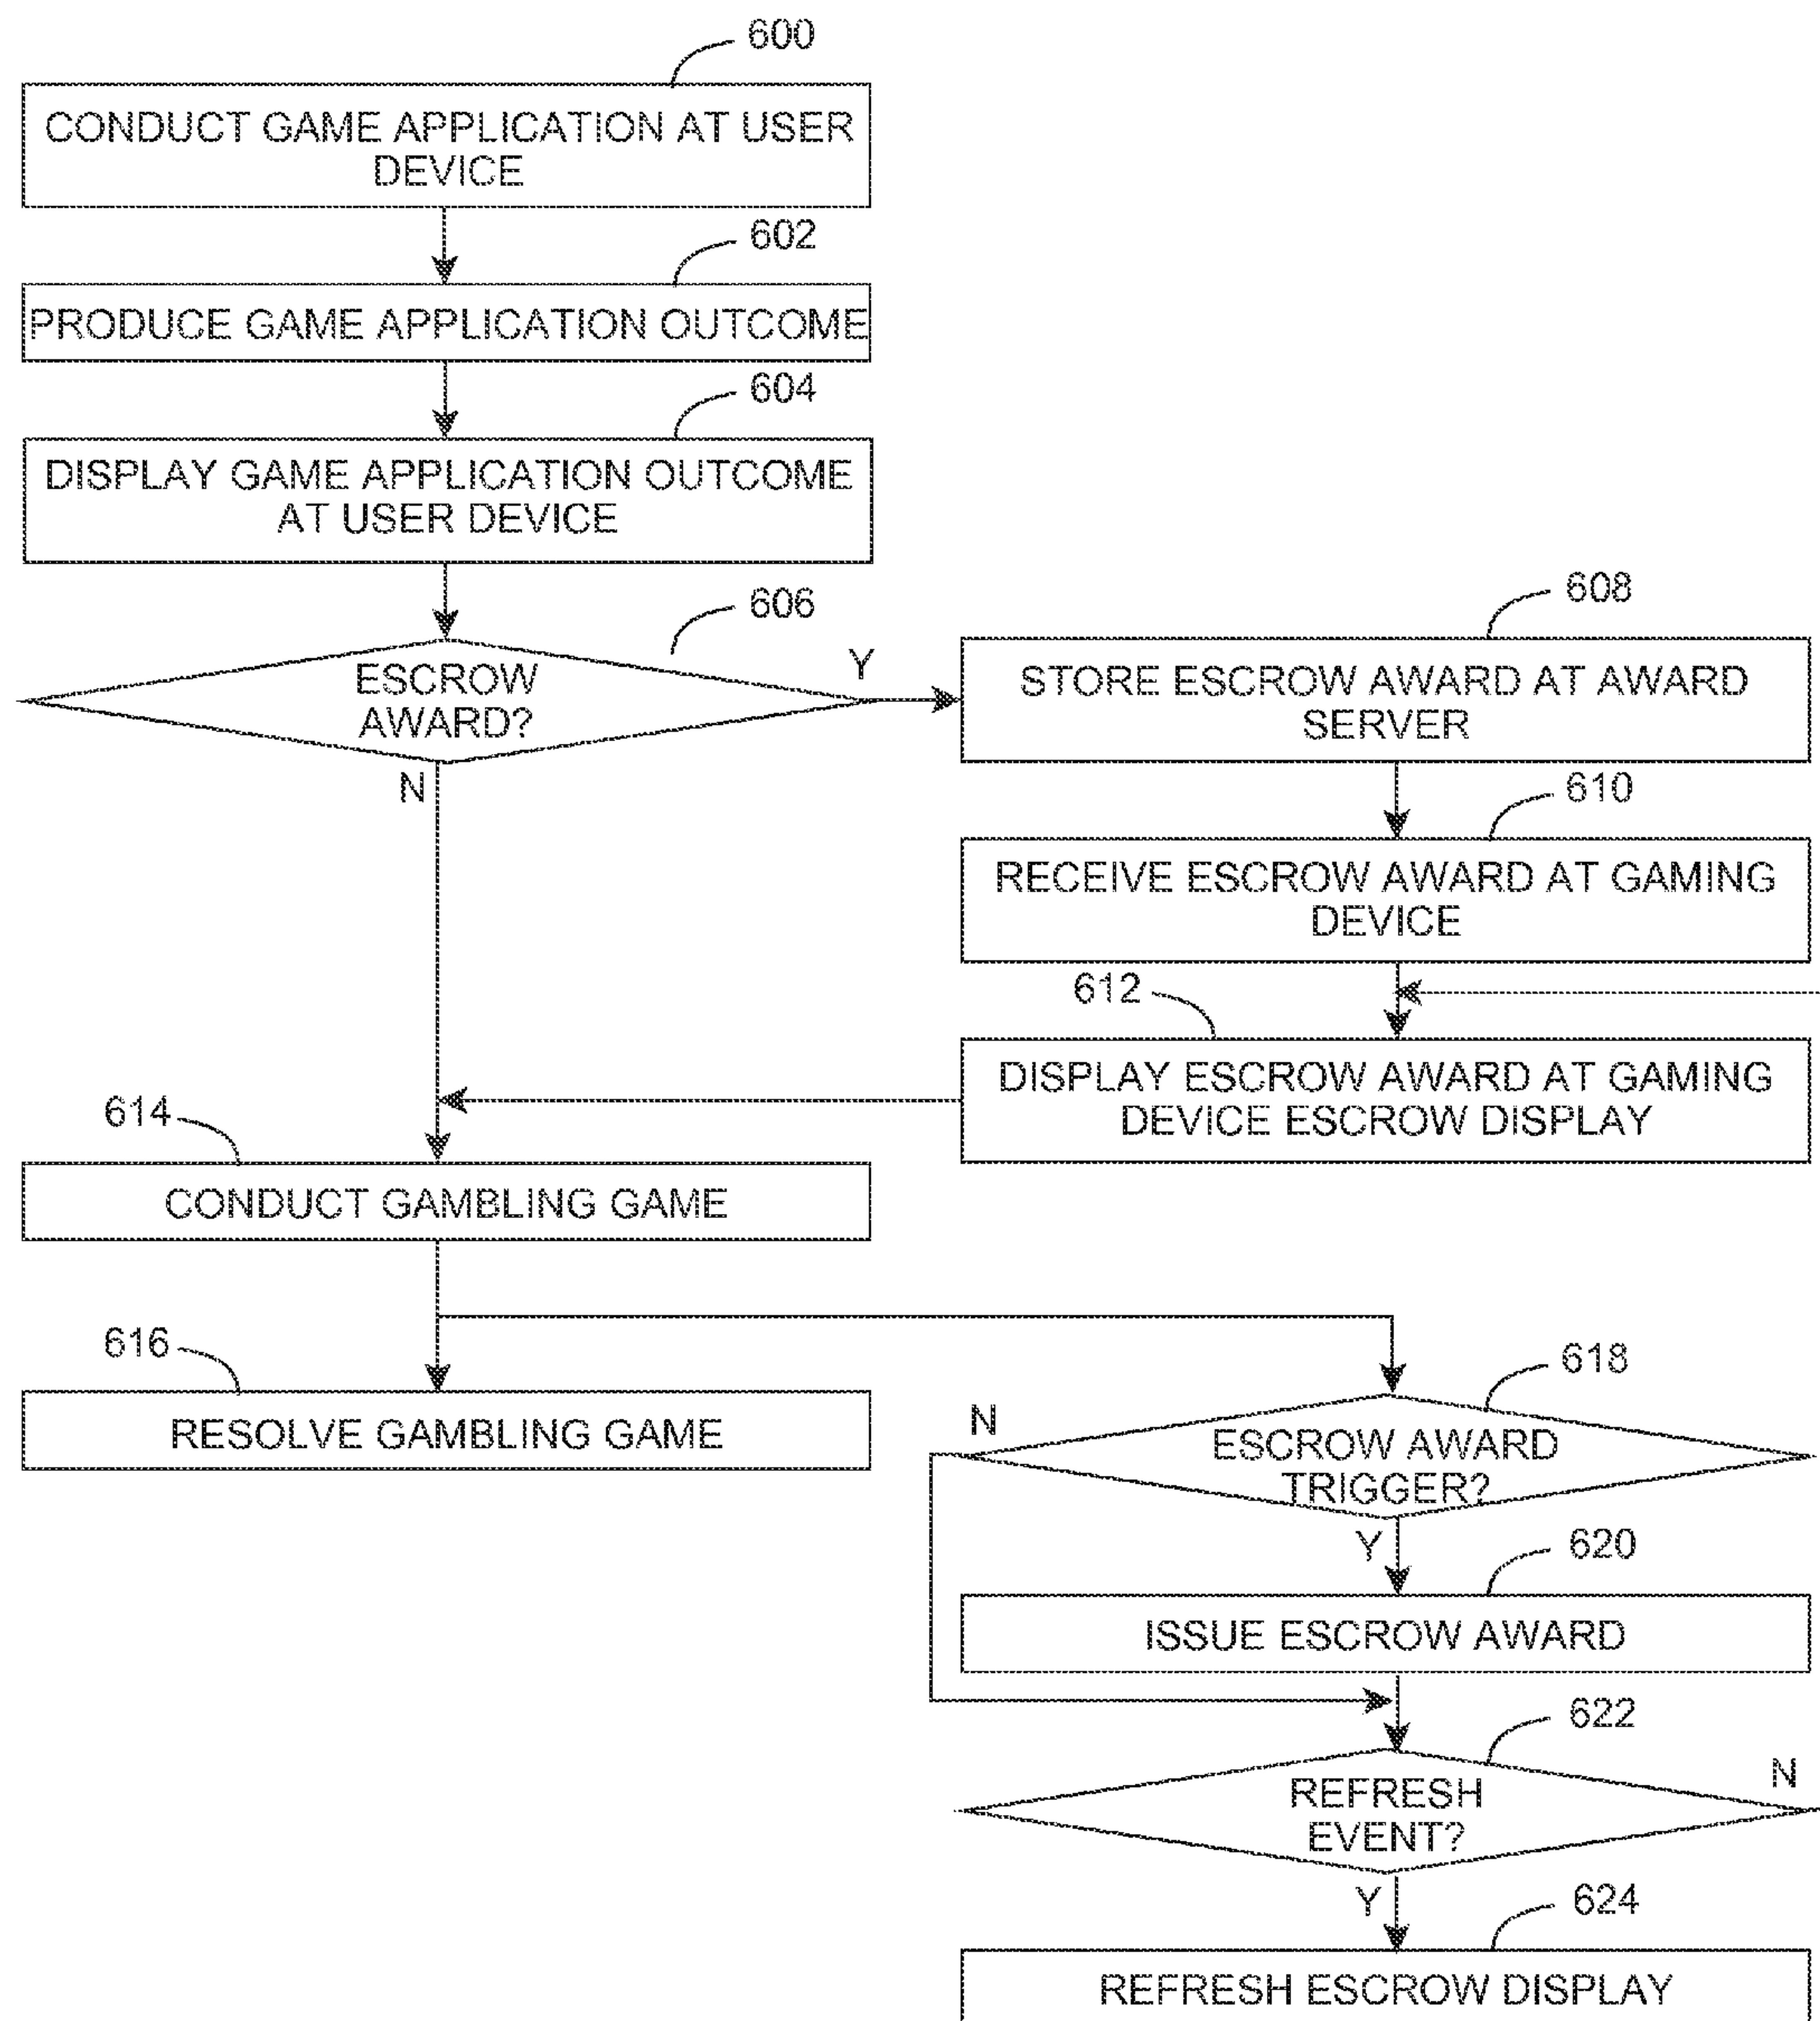 600
CONDUCT GAME APPLICATION AT USER
DEVICE
602
PRODUCE GAME APPLICATION OUTCOME
604
DISPLAY GAME APPLICATION OUTCOME
AT USER DEVICE
606
ESCROW
AWARD?
Y
N
608
STORE ESCROW AWARD AT AWARD
SERVER
610
RECEIVE ESCROW AWARD AT GAMING
DEVICE
612
DISPLAY ESCROW AWARD AT GAMING
DEVICE ESCROW DISPLAY
614
CONDUCT GAMBLING GAME
616
RESOLVE GAMBLING GAME
618
N
ESCROW AWARD
TRIGGER?
Y
620
ISSUE ESCROW AWARD
622
N
REFRESH
EVENT?
Y
624
REFRESH ESCROW DISPLAY